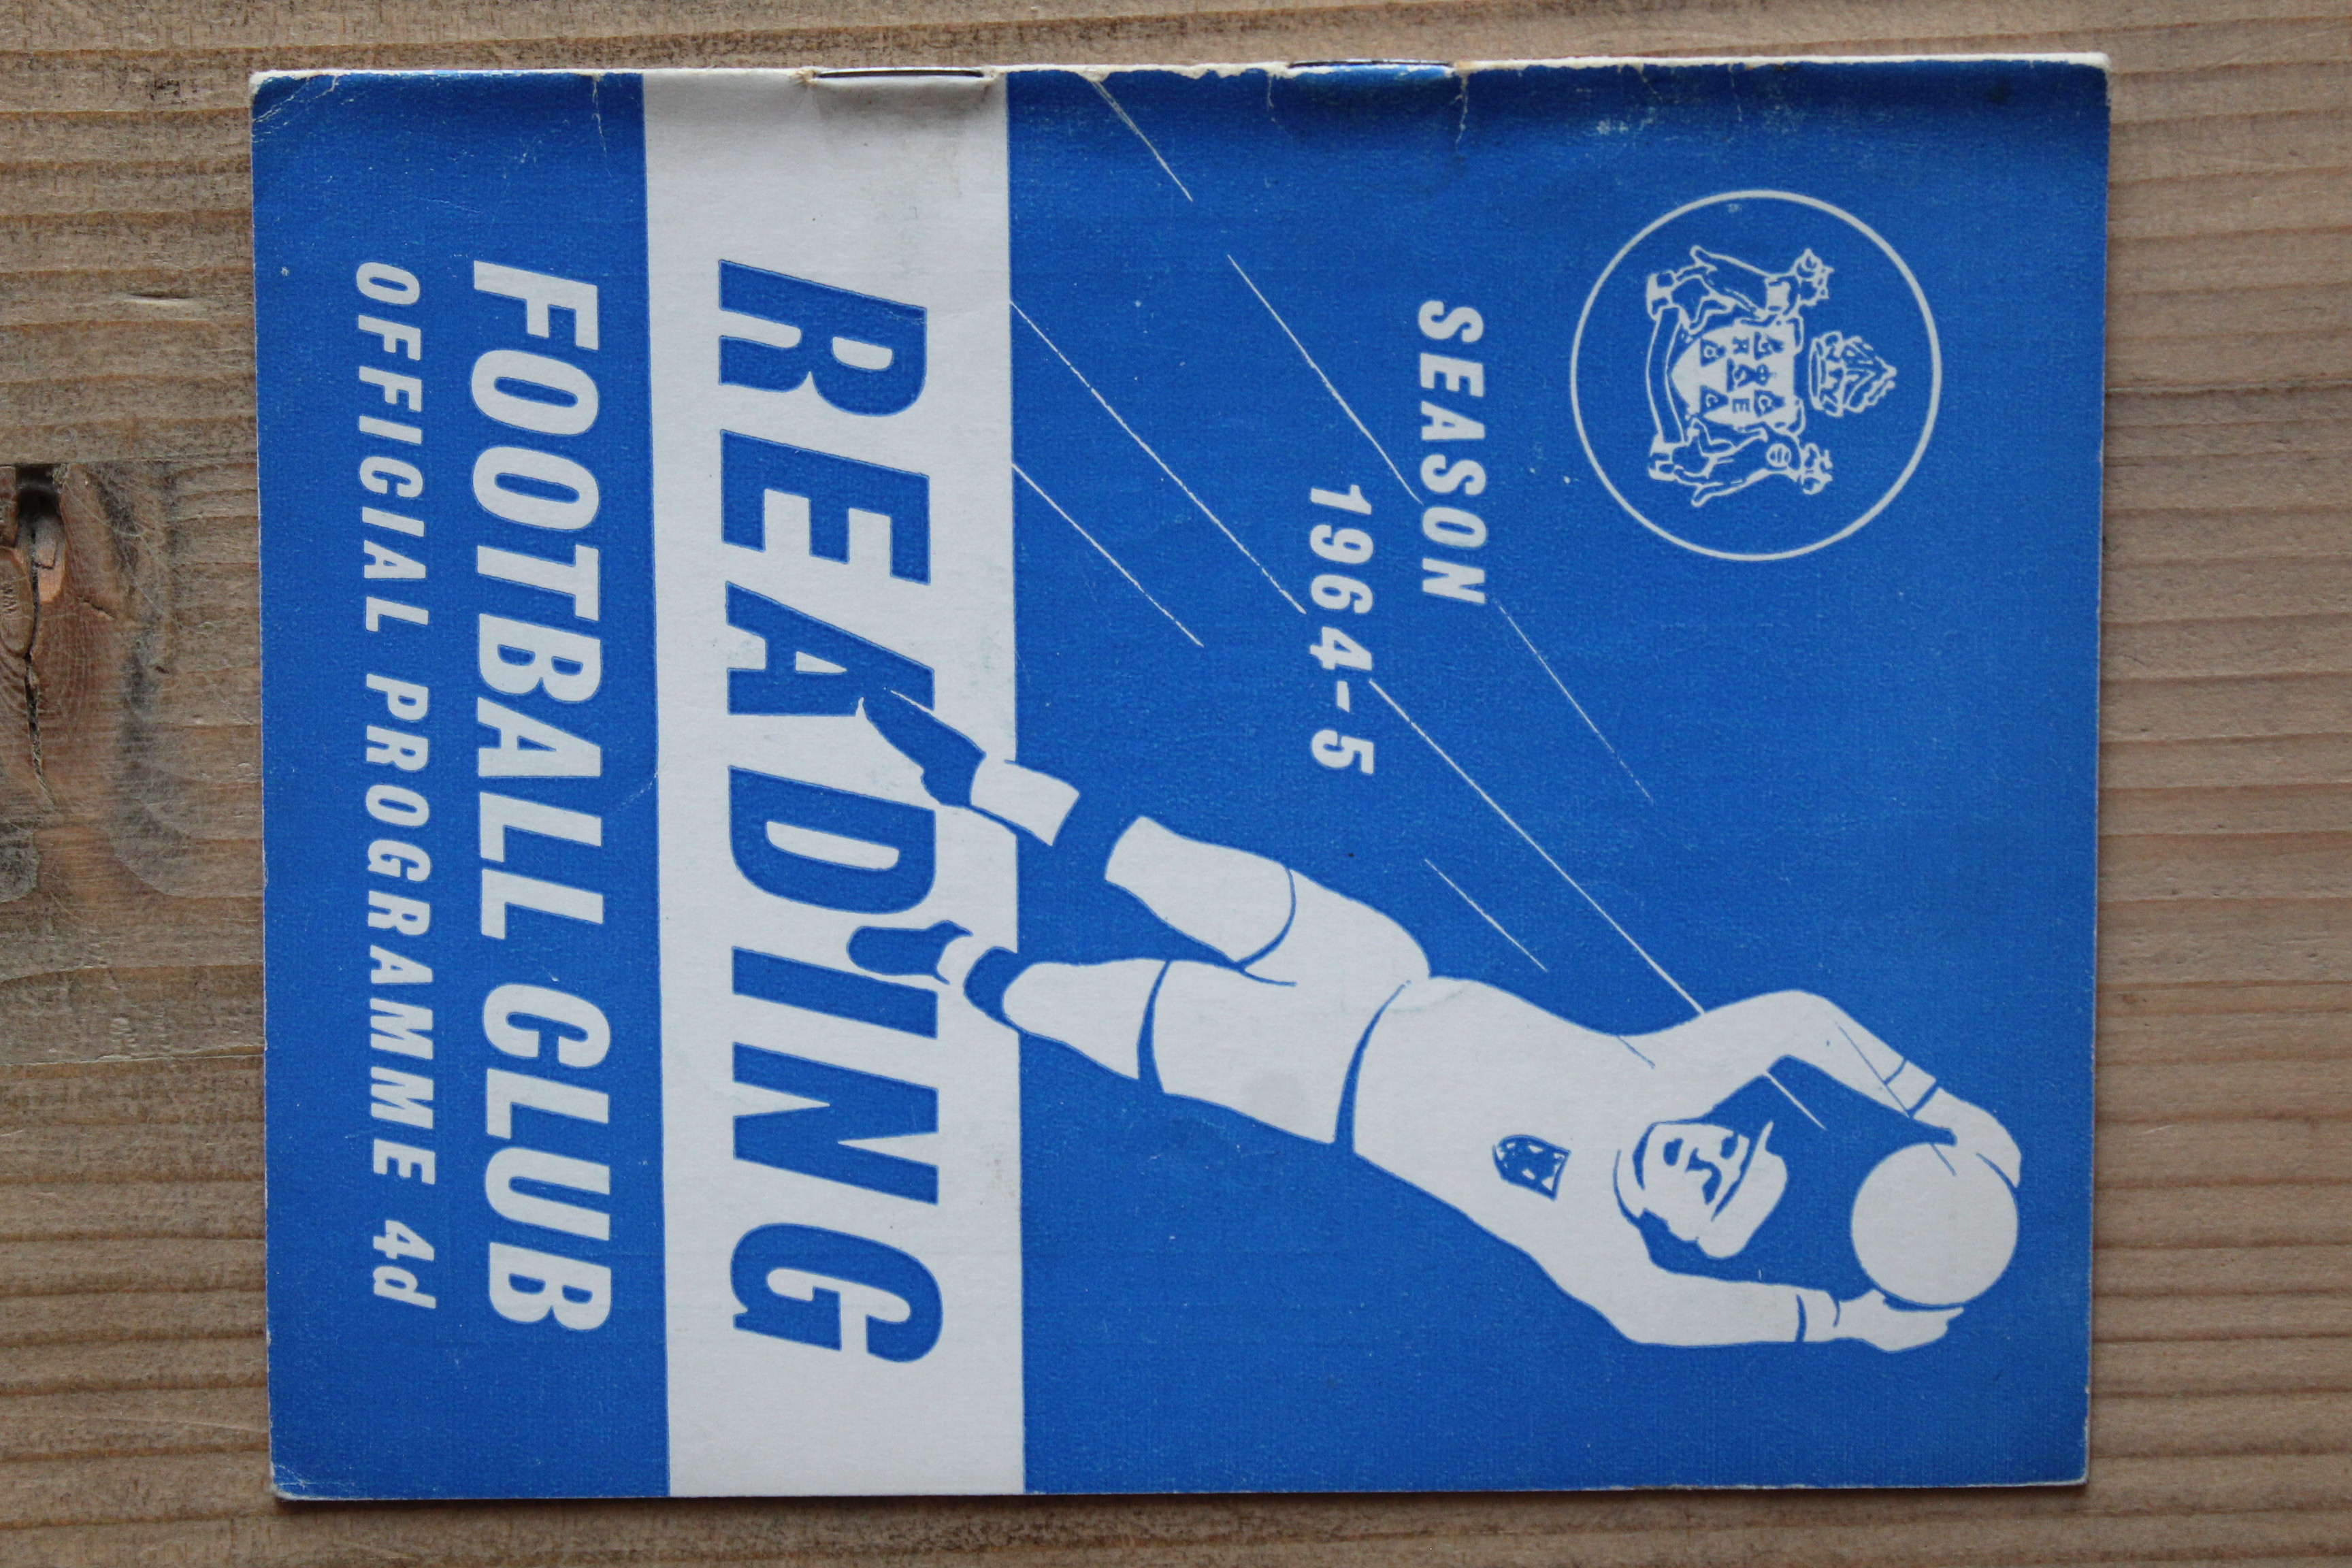 SEASON
1964-5
READING
FOOTBALL CLUB
OFFICIAL PROGRAMME 4d